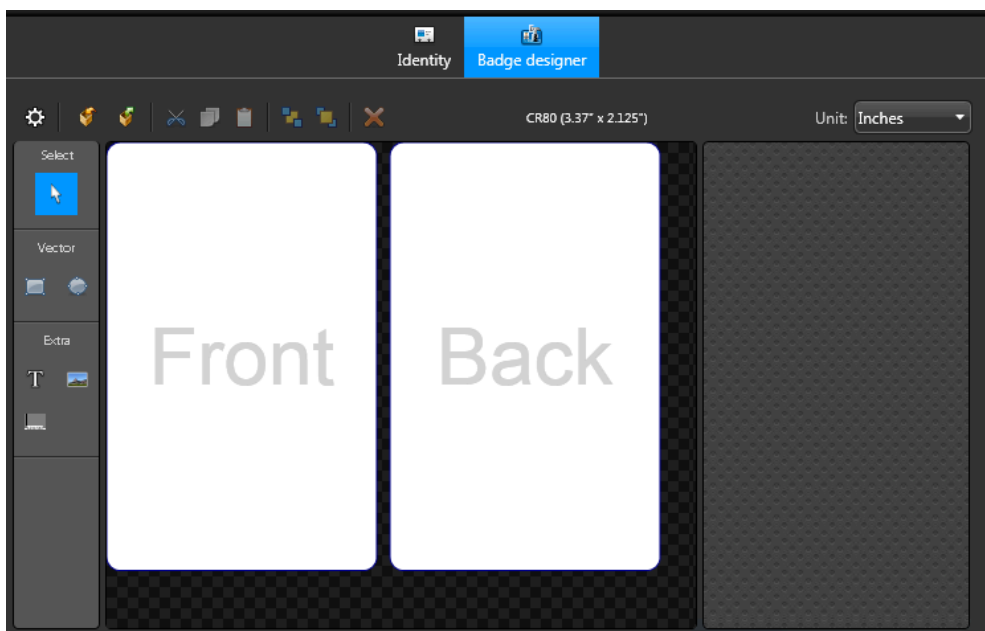 Identity
Badge designer
CR80 (3.37" x 2.125")
Unit: Inches
Select
Vector
Extra
T
Front
Back